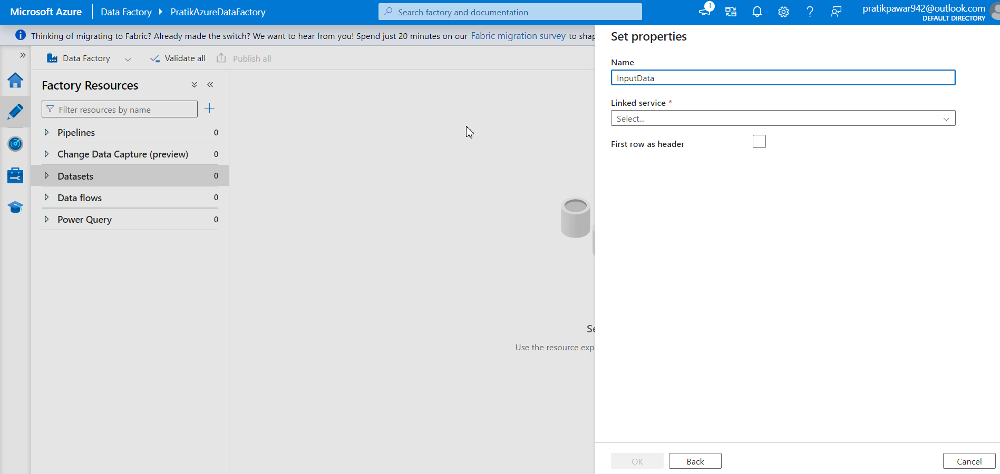 Microsoft Azure
Data Factory
PratikAzureDataFactory
Search factory and documentation
1
pratikpawar942@outlook.com
DEFAULT DIRECTORY
Thinking of migrating to Fabric? Already made the switch? We want to hear from you! Spend just 20 minutes on our Fabric migration survey to
Data Factory
Validate all
Publish all
Factory Resources
Filter resources by name
Pipelines 0
Change Data Capture (preview) 0
Datasets 0
Data flows 0
Power Query 0
Use the resource
Set properties
Name
InputData
Linked service *
Select...
First row as header
OK
Back
Cancel